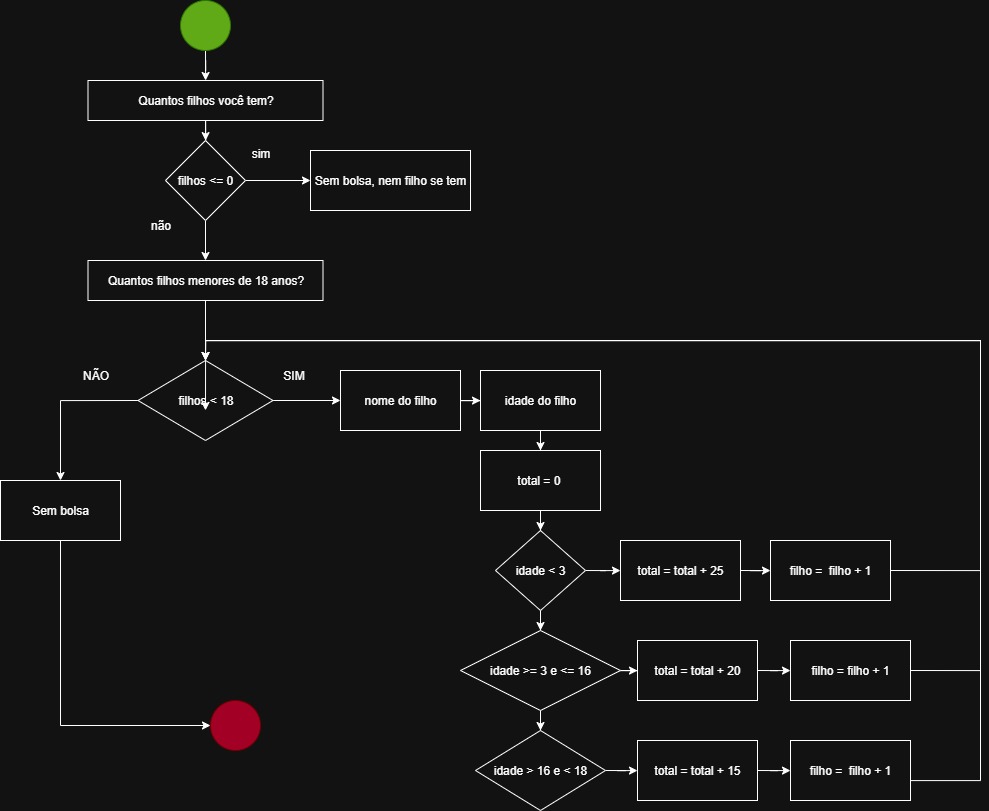 Quantos filhos você tem?
sim
filhos <= 0
Sem bolsa, nem filho se tem
não
Quantos filhos menores de 18 anos?
NÃO
SIM
filhos < 18
nome do filho
idade do filho
total = 0
Sem bolsa
idade < 3
total = total + 25
filho =  filho + 1
idade >= 3 e <= 16
total = total + 20
filho = filho + 1
idade > 16 e < 18
total = total + 15
filho =  filho + 1